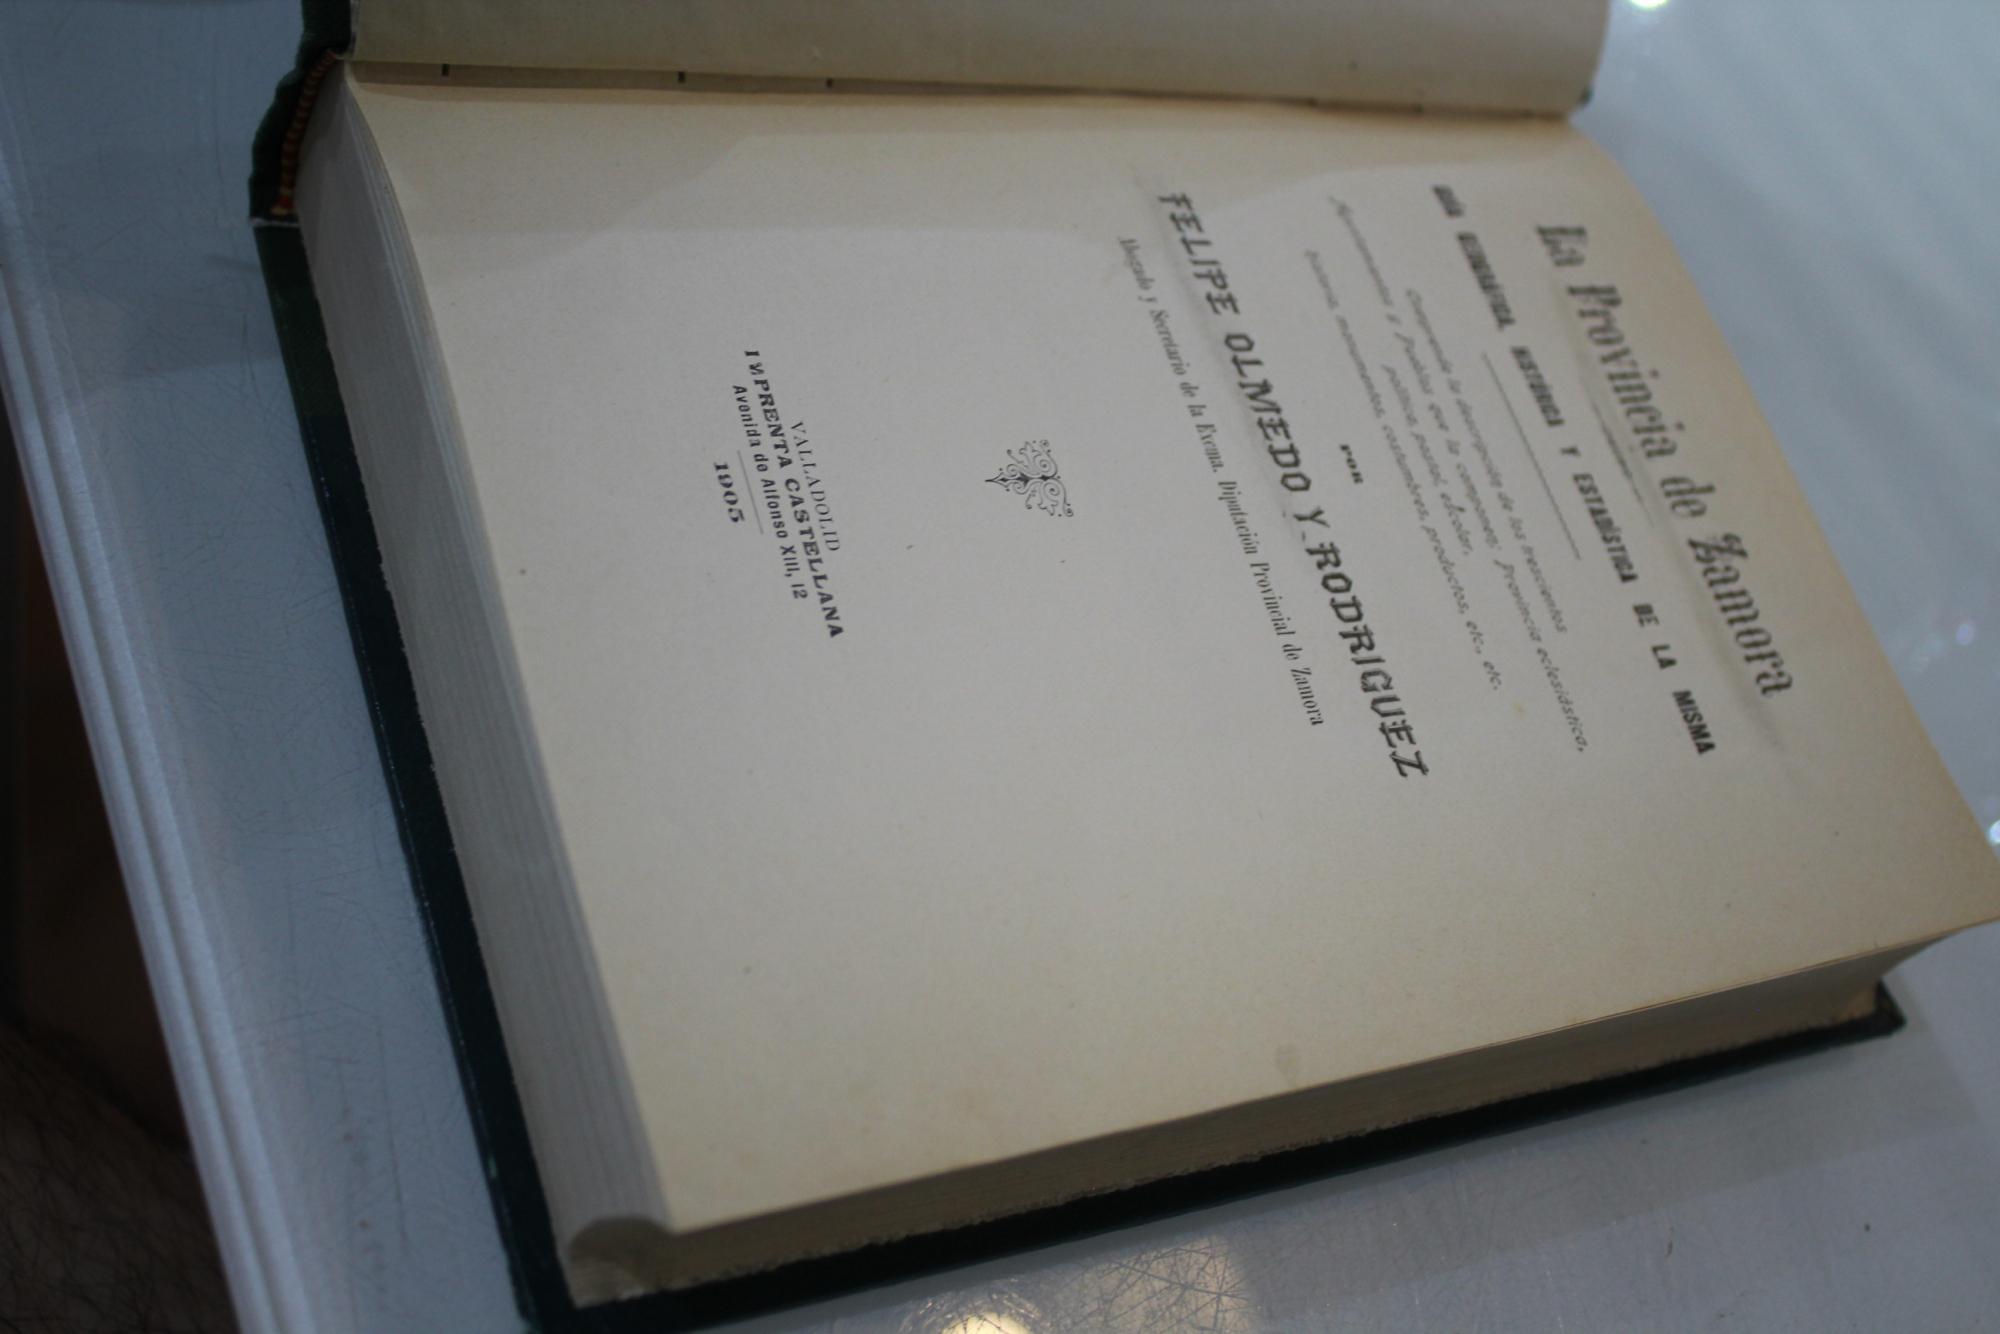 La Provincia de Zamora
GUÍA GEOGRÁFICA, HISTÓRICA Y ESTADÍSTICA DE LA MISMA
Comprende la descripción de los trescientos
Ayuntamientos y Pueblos que la componen; Provincia eclesiástica,
política, postal, escolar,
historia, monumentos, costumbres, productos, etc., etc.
POR
FELIPE OLMEDO Y RODRIGUEZ
Abogado y Secretario de la Excma. Diputación Provincial de Zamora
VALLADOLID
IMPRENTA CASTELLANA
Avenida de Alfonso XIII, 12
1905